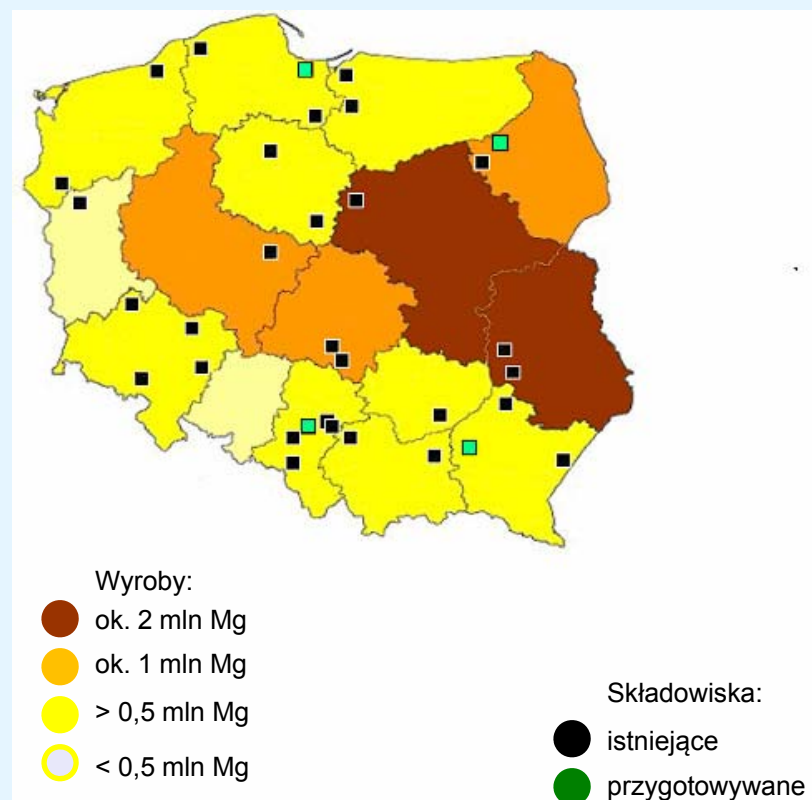 Wyroby:
ok. 2 mln Mg
ok. 1 mln Mg
> 0,5 mln Mg
< 0,5 mln Mg
Składowiska:
istniejące
przygotowywane